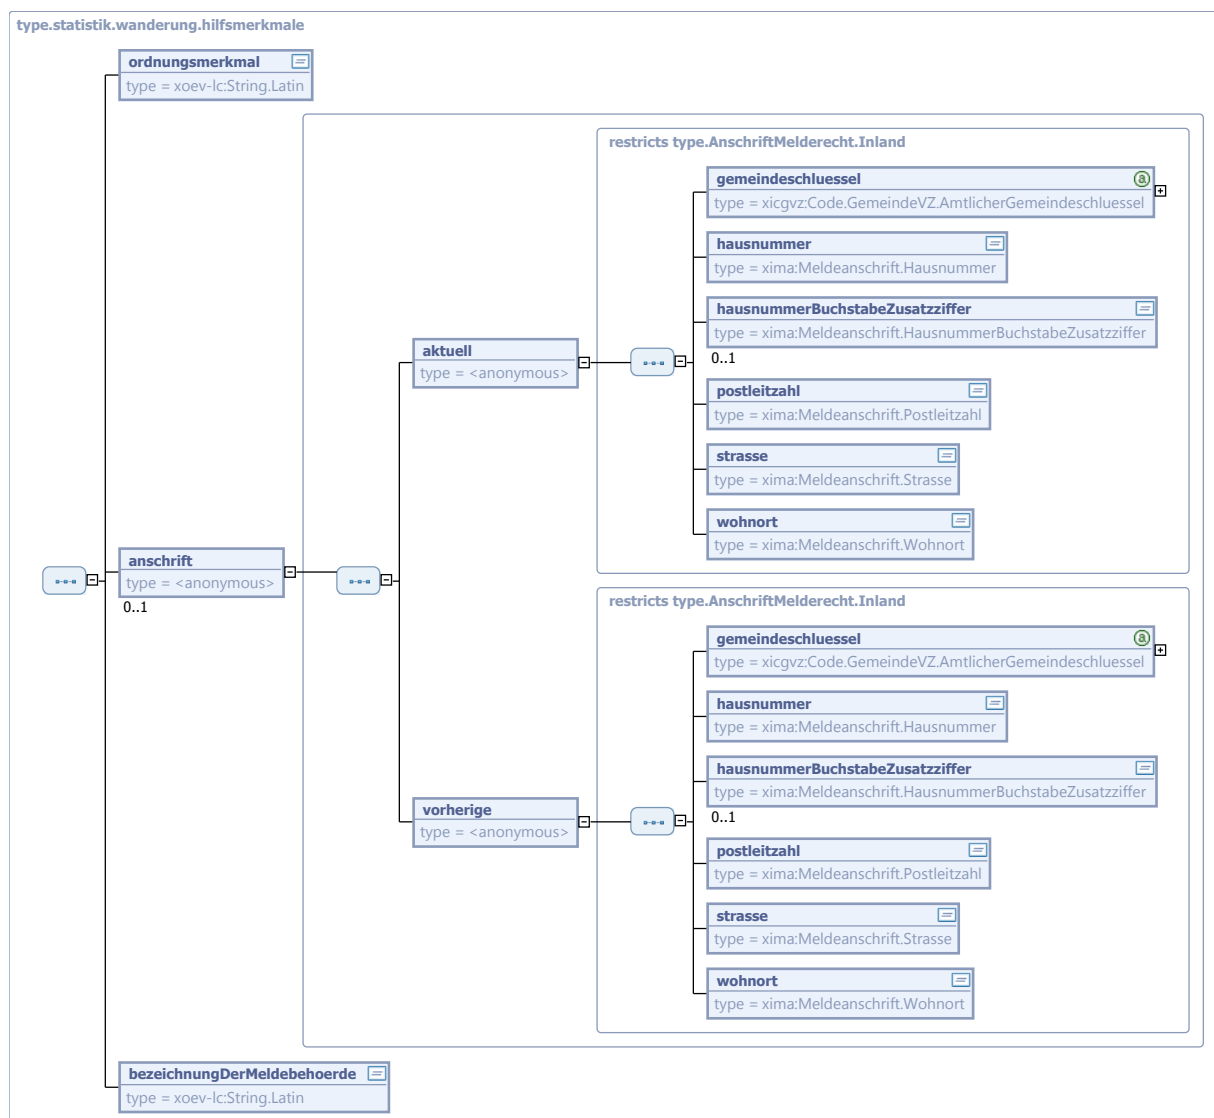 type.statistik.wanderung.hilfsmerkmale
ordnungsmerkmal
type = xoev-lc:String.Latin
restricts type.AnschriftMelderecht.Inland
gemeindeschluessel
a
type = xicgvz:Code.GemeindeVZ.AmtlicherGemeindeschluessel
hausnummer
type = xima:Meldeanschrift.Hausnummer
hausnummerBuchstabeZusatzziffer
type = xima:Meldeanschrift.HausnummerBuchstabeZusatzziffer
0..1
aktuell
type = <anonymous>
postleitzahl
type = xima:Meldeanschrift.Postleitzahl
strasse
type = xima:Meldeanschrift.Strasse
wohnort
type = xima:Meldeanschrift.Wohnort
anschrift
type = <anonymous>
0..1
restricts type.AnschriftMelderecht.Inland
gemeindeschluessel
a
type = xicgvz:Code.GemeindeVZ.AmtlicherGemeindeschluessel
hausnummer
type = xima:Meldeanschrift.Hausnummer
hausnummerBuchstabeZusatzziffer
type = xima:Meldeanschrift.HausnummerBuchstabeZusatzziffer
0..1
vorherige
type = <anonymous>
postleitzahl
type = xima:Meldeanschrift.Postleitzahl
strasse
type = xima:Meldeanschrift.Strasse
wohnort
type = xima:Meldeanschrift.Wohnort
bezeichnungDerMeldebehoerde
type = xoev-lc:String.Latin